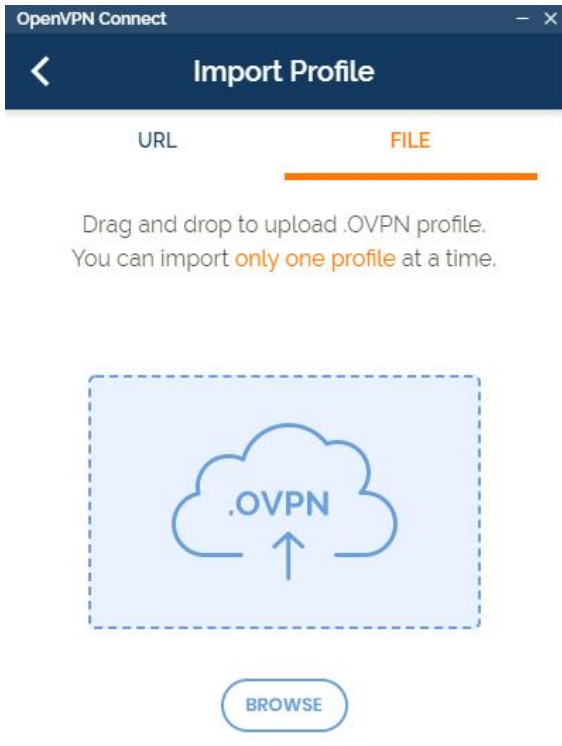 OpenVPN Connect
Import Profile
URL
FILE
Drag and drop to upload .OVPN profile.
You can import only one profile at a time.
.OVPN
BROWSE